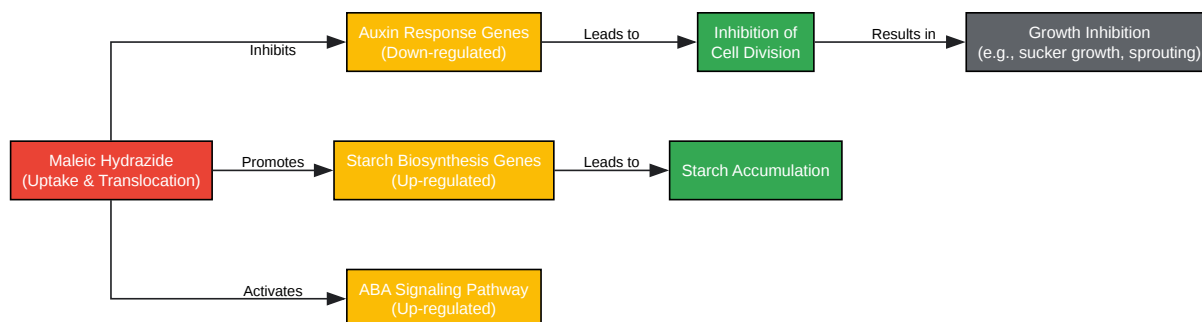 Auxin Response Genes
(Down-regulated)
Inhibits
Leads to
Inhibition of
Cell Division
Results in
Growth Inhibition
(e.g., sucker growth, sprouting)
Maleic Hydrazide
(Uptake & Translocation)
Promotes
Starch Biosynthesis Genes
(Up-regulated)
Leads to
Starch Accumulation
Activates
ABA Signaling Pathway
(Up-regulated)